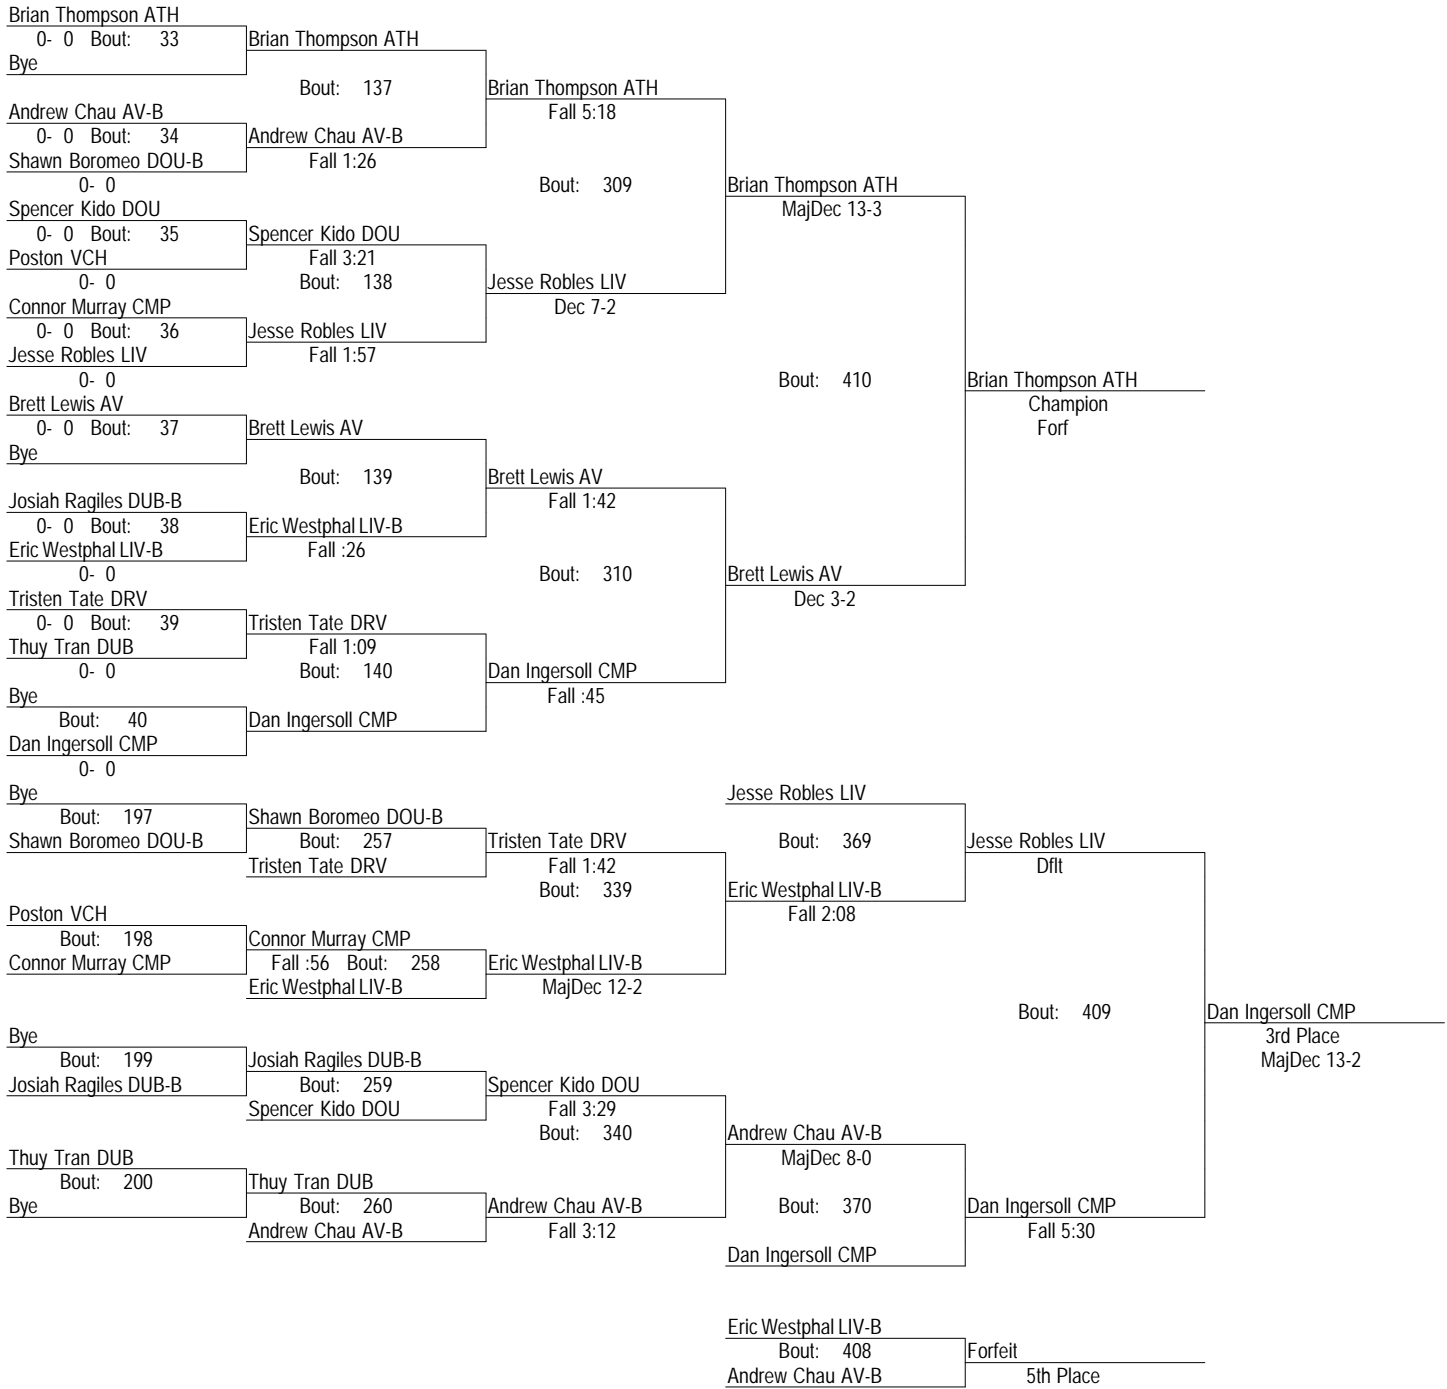 Brian Thompson ATH
0- 0 Bout: 33 Brian Thompson ATH
Bye
Bout: 137 Brian Thompson ATH
Andrew Chau AV-B Fall 5:18
0- 0 Bout: 34 Andrew Chau AV-B
Shawn Boromeo DOU-B Fall 1:26
0- 0 Bout: 309 Brian Thompson ATH
Spencer Kido DOU MajDec 13-3
0- 0 Bout: 35 Spencer Kido DOU
Poston VCH Fall 3:21
0- 0 Bout: 138 Jesse Robles LIV
Connor Murray CMP Dec 7-2
0- 0 Bout: 36 Jesse Robles LIV
Jesse Robles LIV Fall 1:57
0- 0 Bout: 410 Brian Thompson ATH
Brett Lewis AV Champion
0- 0 Bout: 37 Brett Lewis AV Forf
Bye
Bout: 139 Brett Lewis AV
Josiah Ragiles DUB-B Fall 1:42
0- 0 Bout: 38 Eric Westphal LIV-B
Eric Westphal LIV-B Fall :26
0- 0 Bout: 310 Brett Lewis AV
Tristen Tate DRV Dec 3-2
0- 0 Bout: 39 Tristen Tate DRV
Thuy Tran DUB Fall 1:09
0- 0 Bout: 140 Dan Ingersoll CMP
Bye Fall :45
Bout: 40 Dan Ingersoll CMP
Dan Ingersoll CMP
0- 0
Bye Jesse Robles LIV
Bout: 197 Shawn Boromeo DOU-B
Shawn Boromeo DOU-B Bout: 257 Tristen Tate DRV Bout: 369 Jesse Robles LIV
Tristen Tate DRV Fall 1:42 Dflt
Bout: 339 Eric Westphal LIV-B
Poston VCH Fall 2:08
Bout: 198 Connor Murray CMP
Connor Murray CMP Fall :56 Bout: 258 Eric Westphal LIV-B
Eric Westphal LIV-B MajDec 12-2
Bout: 409 Dan Ingersoll CMP
Bye 3rd Place
Bout: 199 Josiah Ragiles DUB-B MajDec 13-2
Josiah Ragiles DUB-B Bout: 259 Spencer Kido DOU
Spencer Kido DOU Fall 3:29
Bout: 340 Andrew Chau AV-B
Thuy Tran DUB MajDec 8-0
Bout: 200 Thuy Tran DUB
Bye Bout: 260 Andrew Chau AV-B Bout: 370 Dan Ingersoll CMP
Andrew Chau AV-B Fall 3:12 Fall 5:30
Dan Ingersoll CMP
Eric Westphal LIV-B
Bout: 408 Forfeit
Andrew Chau AV-B 5th Place